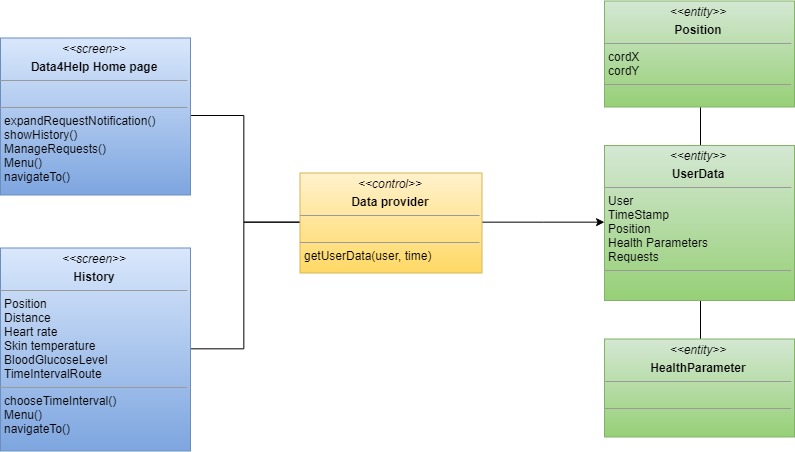 <<screen>>
Data4Help Home page
expandRequestNotification()
showHistory()
ManageRequests()
Menu()
navigateTo()
<<screen>>
History
Position
Distance
Heart rate
Skin temperature
BloodGlucoseLevel
TimeIntervalRoute
chooseTimeInterval()
Menu()
navigateTo()
<<control>>
Data provider
getUserData(user, time)
<<entity>>
Position
cordX
cordY
<<entity>>
UserData
User
TimeStamp
Position
Health Parameters
Requests
<<entity>>
HealthParameter